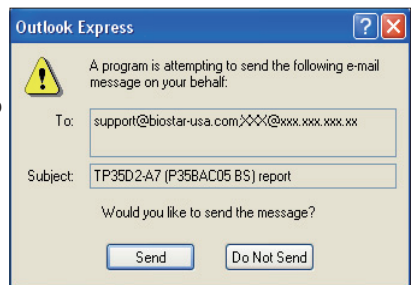 Outlook Express
A program is attempting to send the following e-mail
message on your behalf:
To: support@biostar-usa.com;XXX@xxx.xxx.xxx.xx
Subject: TP35D2-A7 (P35BAC05 BS) report
Would you like to send the message?
Send Do Not Send